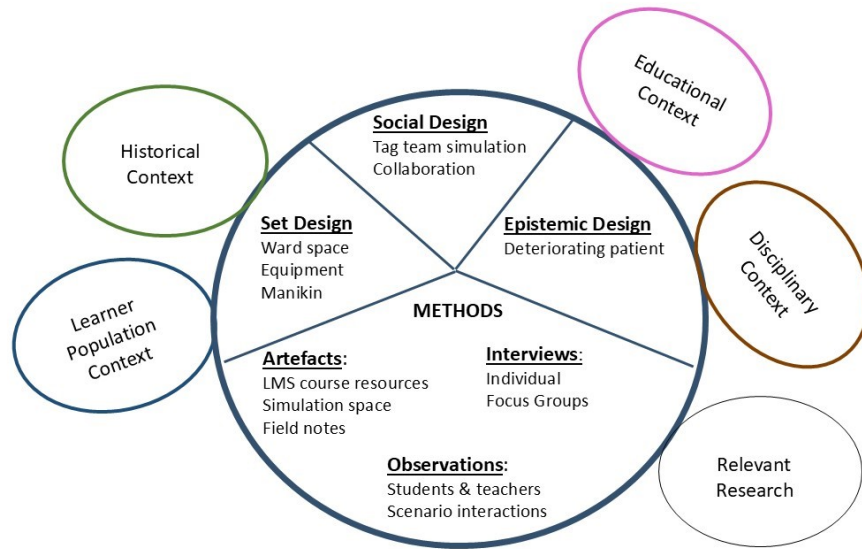 Historical
Context
Learner
Population
Context
Social Design
Tag team simulation
Collaboration
Set Design
Ward space
Equipment
Manikin
Epistemic Design
Deteriorating patient
METHODS
Artefacts:
LMS course resources
Simulation space
Field notes
Interviews:
Individual
Focus Groups
Observations:
Students & teachers
Scenario interactions
Educational
Context
Disciplinary
Context
Relevant
Research